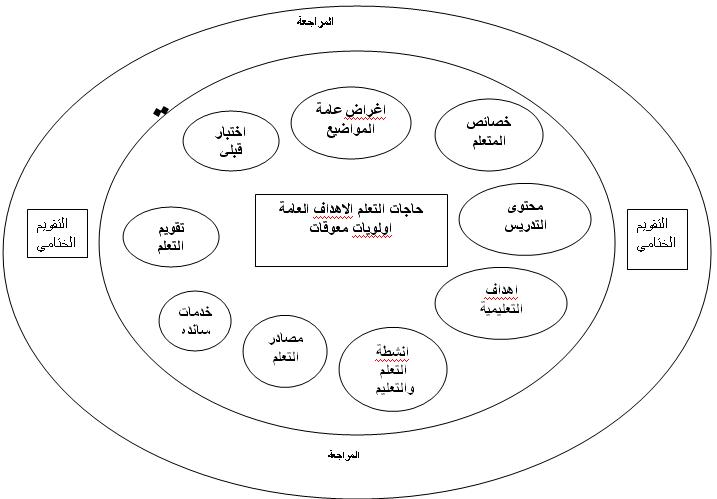 المراجعة
اغراض عامة
المواضيع
خصائص
المتعلم
محتوى
التدريس
اهداف
التعليمية
انشطة
التعلم
والتعليم
مصادر
التعلم
خدمات
سانده
تقويم
التعلم
اختبار
قبلى
حاجات التعلم الاهداف العامة
اولويات معوقات
التقويم
الختامي
التقويم
الختامي
المراجعة